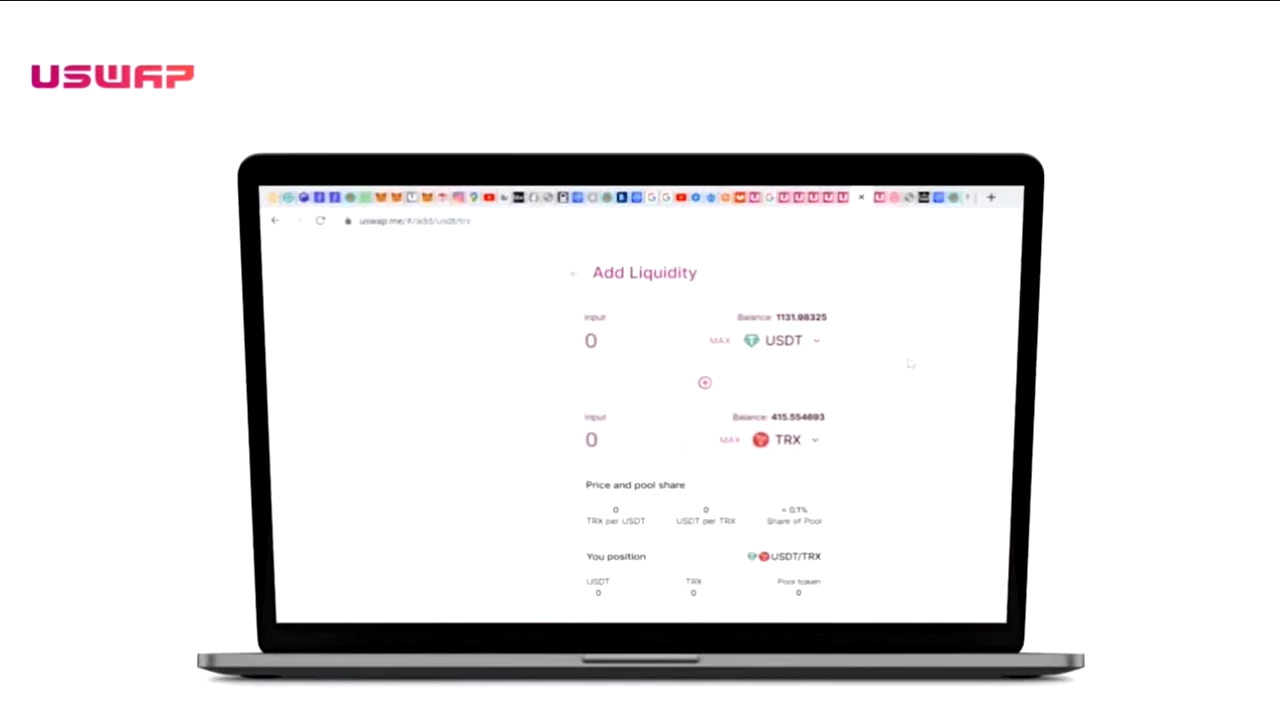 USWAP
uswap.me/#/add/usdt/trx
Add Liquidity
Input Balance: 1131.98325
0 MAX USDT
Input Balance: 415.554693
0 MAX TRX
Price and pool share
0 0 < 0.1%
TRX per USDT USDT per TRX Share of Pool
You position USDT/TRX
USDT TRX Poor token
0 0 0